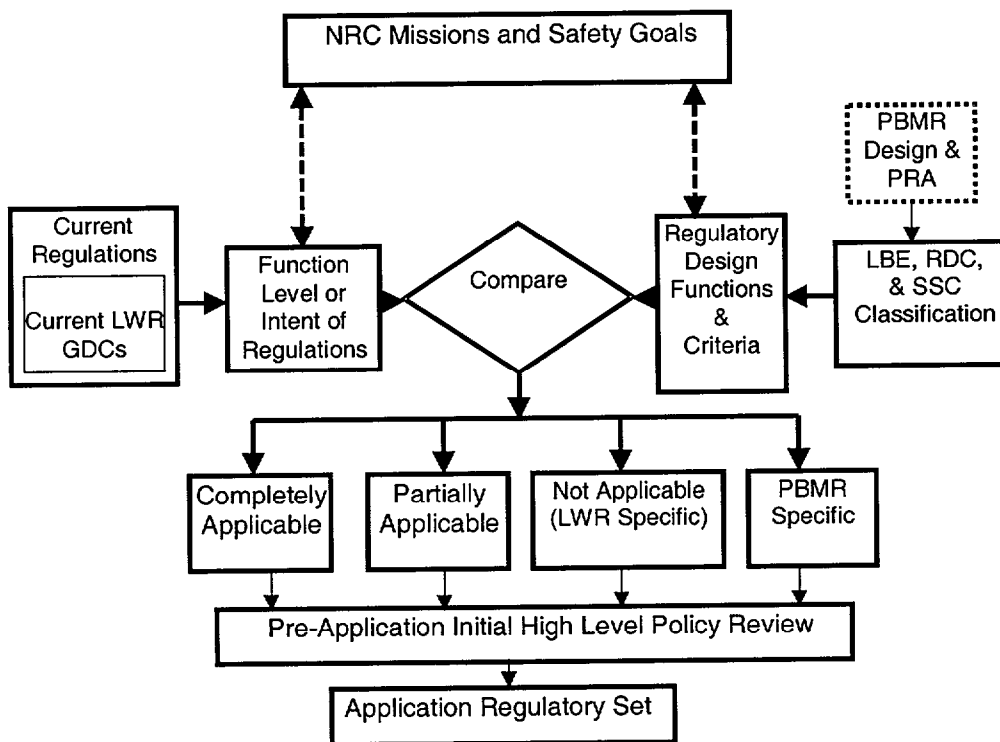 NRC Missions and Safety Goals
PBMR
Design &
PRA
Current
Regulations
Current LWR
GDCs
Function
Level or
Intent of
Regulations
Compare
Regulatory
Design
Functions
&
Criteria
LBE, RDC,
& SSC
Classification
Completely
Applicable
Partially
Applicable
Not Applicable
(LWR Specific)
PBMR
Specific
Pre-Application Initial High Level Policy Review
Application Regulatory Set